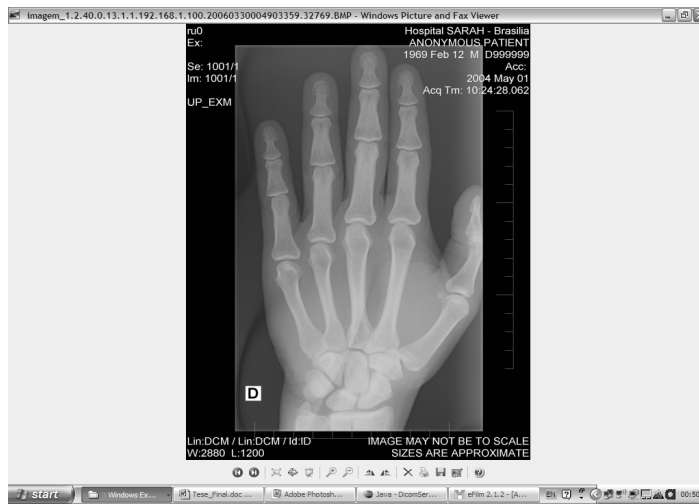 imagem_1.2.40.0.13.1.1.192.168.1.100.20060330004903359.32769.BMP - Windows Picture and Fax Viewer
ru0
Hospital SARAH - Brasilia
Ex:
ANONYMOUS PATIENT
1969 Feb 12 M D999999
Se: 1001/1
Acc:
Im: 1001/1
2004 May 01
Acq Tm: 10:24:28.062
UP_EXM
D
Lin:DCM / Lin:DCM / Id:ID
IMAGE MAY NOT BE TO SCALE
W:2880 L:1200
SIZES ARE APPROXIMATE
start
Windows Ex...
Tese_Final.doc ...
Adobe Photosh...
Java - DicomSer...
eFilm 2.1.2 - [A...
EN